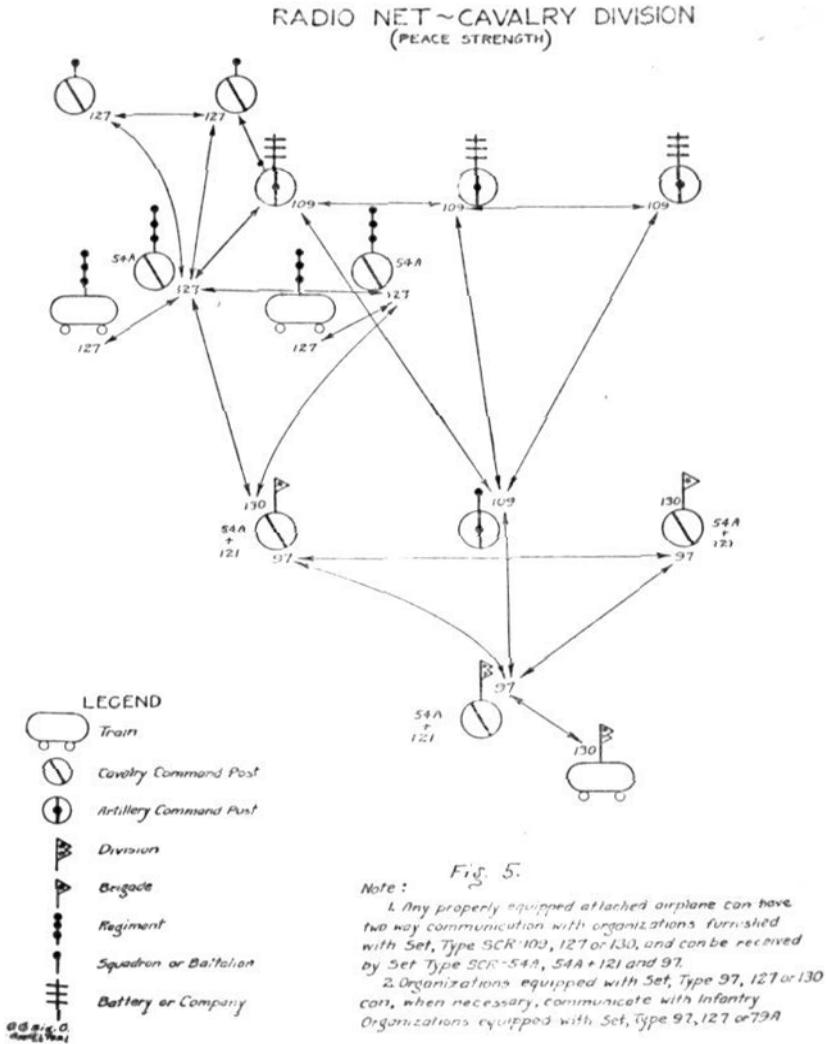 RADIO NET ~ CAVALRY DIVISION
(PEACE STRENGTH)
127
127
109
109
109
54A
54A
127
127
127
127
130
109
130
54A
+
121
54A
+
121
97
97
97
54A
+
121
130
LEGEND
Train
Cavalry Command Post
Artillery Command Post
Division
Brigade
Regiment
Squadron or Battalion
Battery or Company
Fig. 5.
Note:
1. Any properly equipped attached airplane can have
two way communication with organizations furnished
with Set, Type SCR-109, 127 or 130, and can be received
by Set Type SCR-54A, 54A + 121 and 97.
2. Organizations equipped with Set, Type 97, 127 or 130
can, when necessary, communicate with Infantry
Organizations equipped with Set, Type 97, 127 or 79A